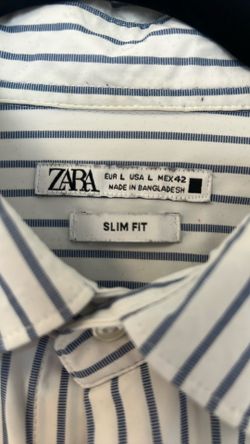 ZARA
EUR L USA L MEX 42
MADE IN BANGLADESH
SLIM FIT